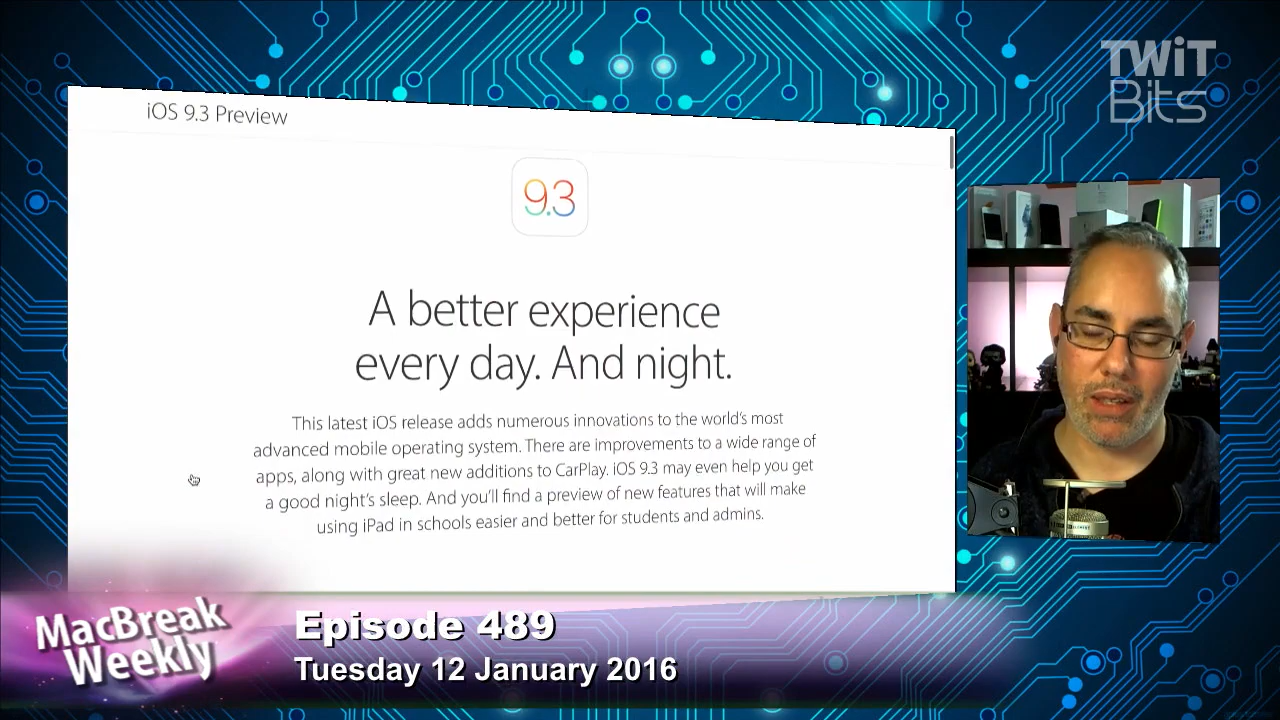 TWiT
Bits
iOS 9.3 Preview
9.3
A better experience
every day. And night.
This latest iOS release adds numerous innovations to the world's most
advanced mobile operating system. There are improvements to a wide range of
apps, along with great new additions to CarPlay. iOS 9.3 may even help you get
a good night's sleep. And you'll find a preview of new features that will make
using iPad in schools easier and better for students and admins.
MacBreak
Weekly
Episode 489
Tuesday 12 January 2016